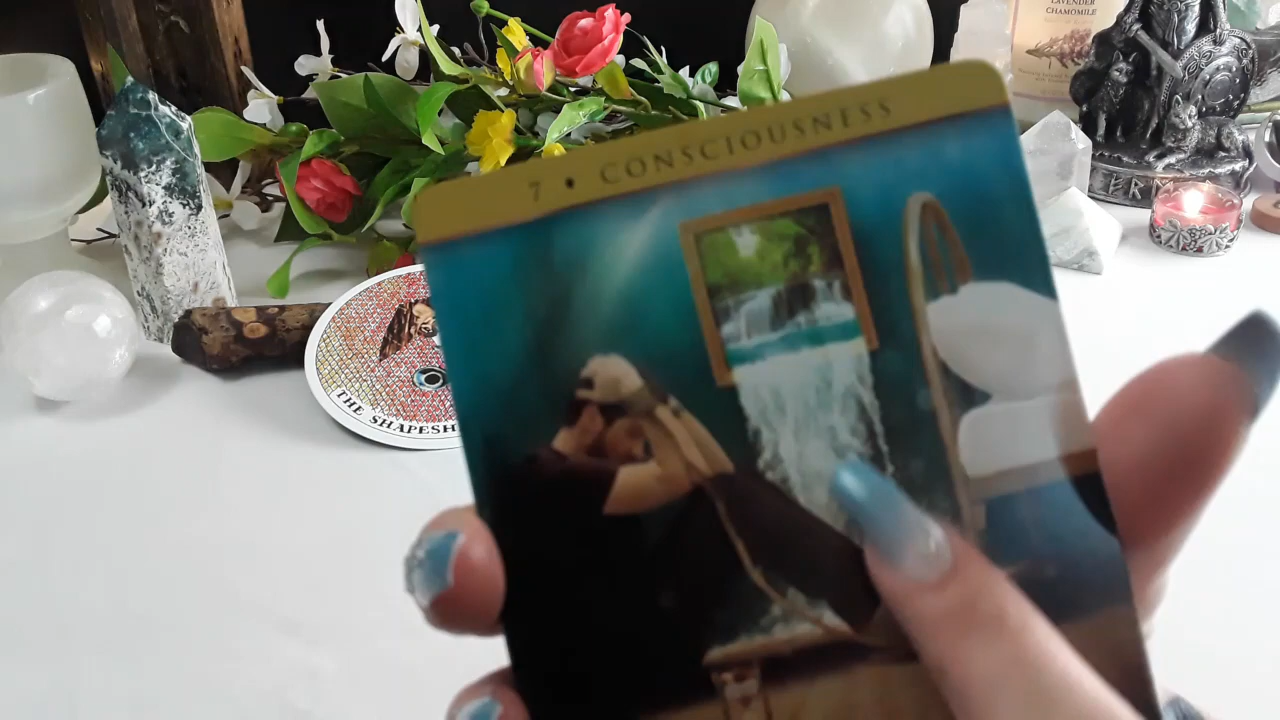 LAVENDER
CHAMOMILE
7 • CONSCIOUSNESS
THE SHAPESH